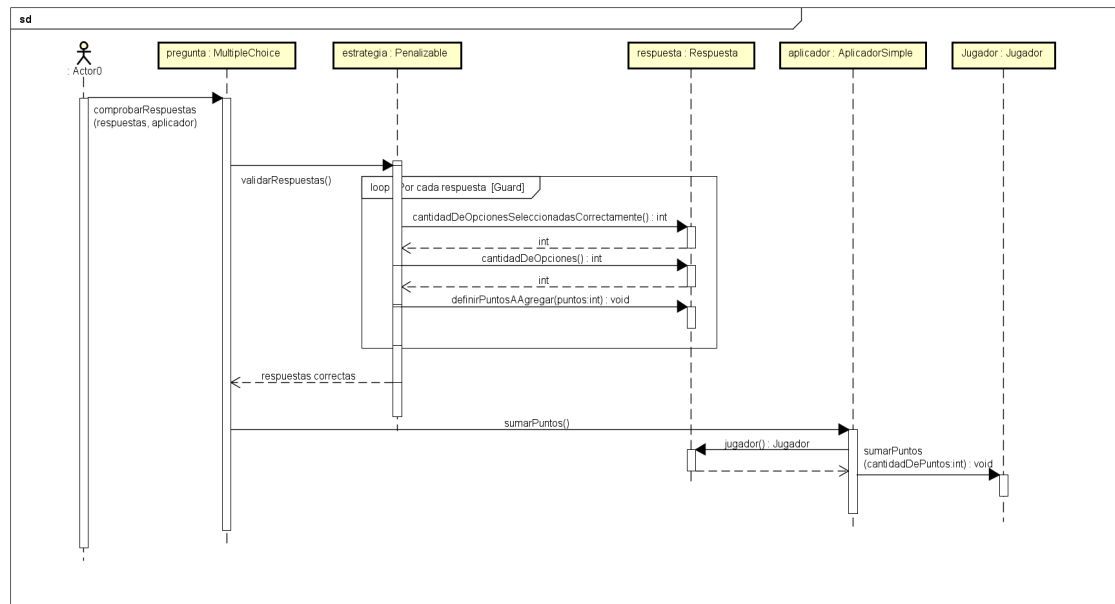 sd
pregunta : MultipleChoice
estrategia : Penalizable
respuesta : Respuesta
aplicador : AplicadorSimple
Jugador : Jugador
: Actor0
comprobarRespuestas
(respuestas, aplicador)
validarRespuestas()
loop Por cada respuesta [Guard]
cantidadDeOpcionesSeleccionadasCorrectamente() : int
int
cantidadDeOpciones() : int
int
definirPuntosAAgregar(puntos:int) : void
respuestas correctas
sumarPuntos()
jugador() : Jugador
sumarPuntos
(cantidadDePuntos:int) : void